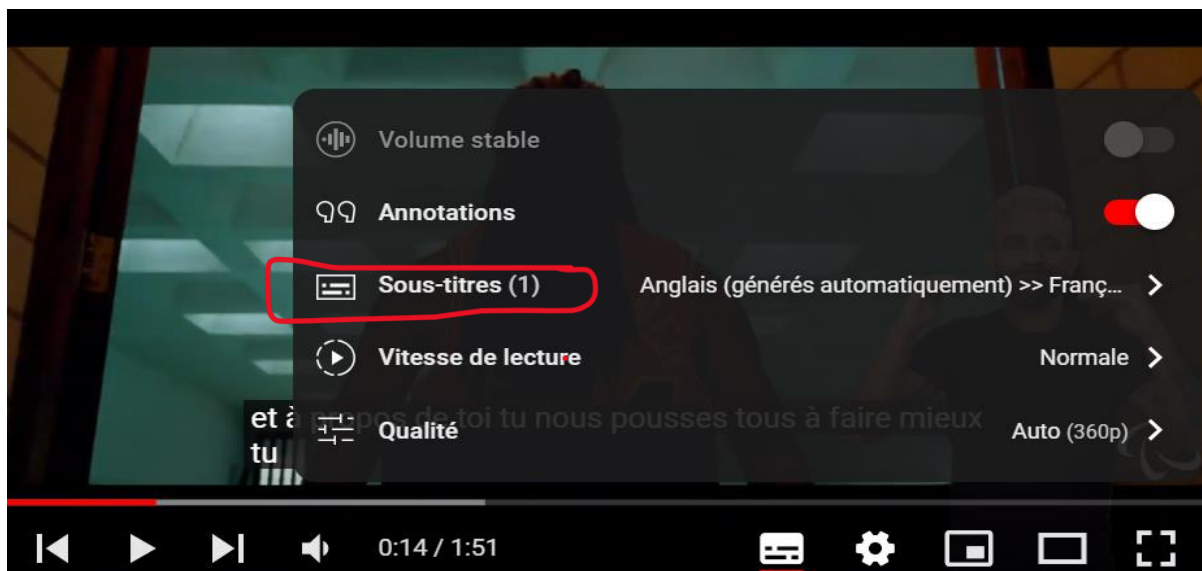 Volume stable
Annotations
Sous-titres (1) Anglais (générés automatiquement) >> Franç...
Vitesse de lecture Normale
et à propos de toi tu nous pousses tous à faire mieux
tu
Qualité Auto (360p)
0:14 / 1:51